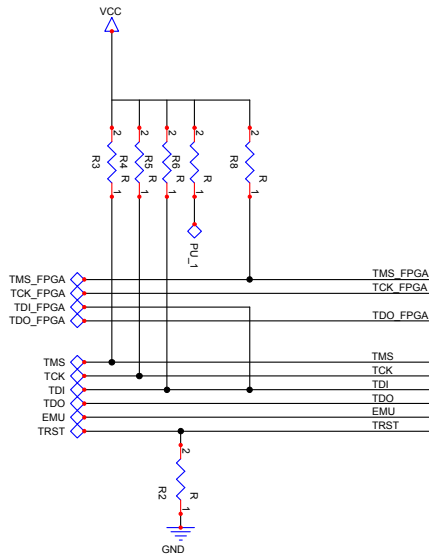 VCC
2
2
2
2
2
R3
R4
R
R5
R
R6
R
R
R8
R
1
1
1
1
1
PU_1
TMS_FPGA
TMS_FPGA
TCK_FPGA
TCK_FPGA
TDI_FPGA
TDO_FPGA
TDO_FPGA
TMS
TMS
TCK
TCK
TDI
TDI
TDO
TDO
EMU
EMU
TRST
TRST
2
R2
R
1
GND